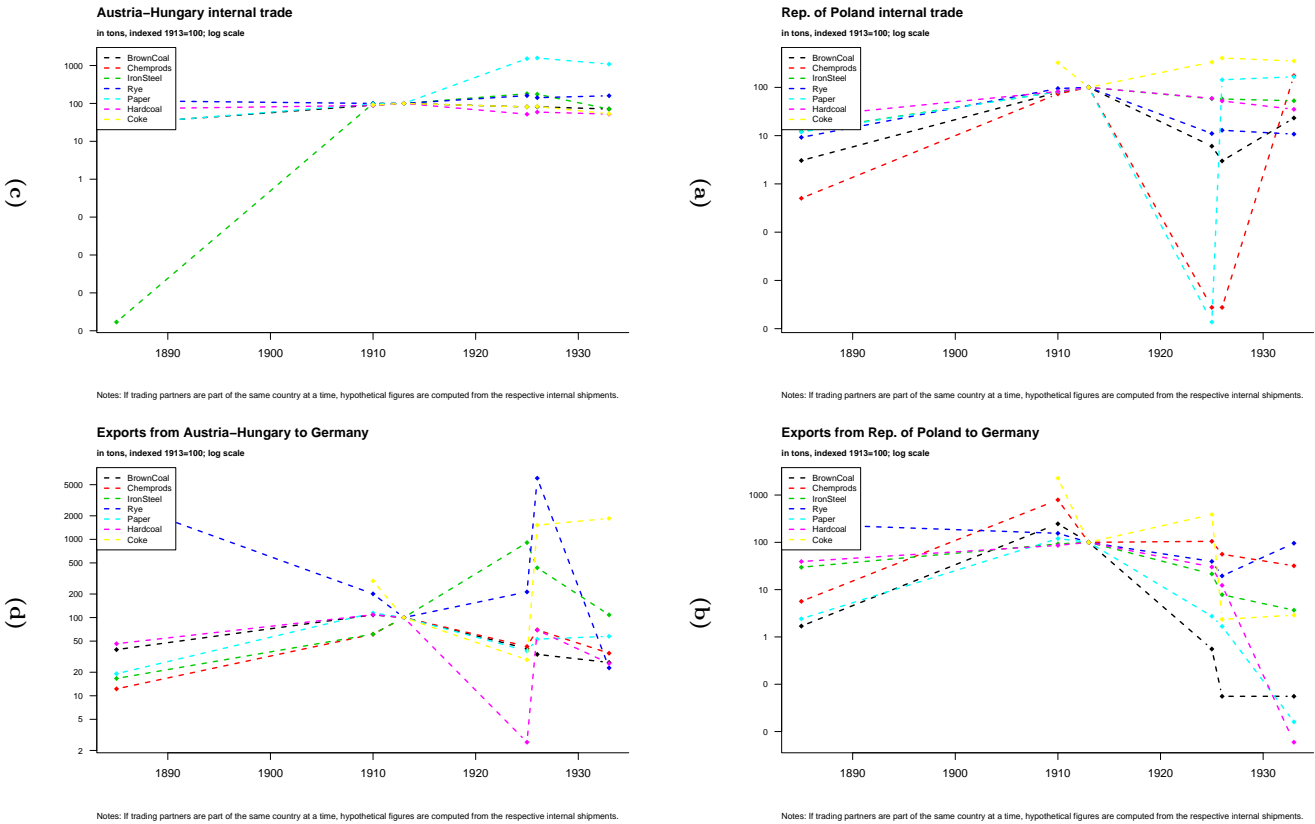 Austria–Hungary internal trade
in tons, indexed 1913=100; log scale
BrownCoal
Chemprods
IronSteel
Rye
Paper
Hardcoal
Coke
1000
100
10
1
0
0
0
0
1890 1900 1910 1920 1930
Notes: If trading partners are part of the same country at a time, hypothetical figures are computed from the respective internal shipments.
(c)
Rep. of Poland internal trade
in tons, indexed 1913=100; log scale
BrownCoal
Chemprods
IronSteel
Rye
Paper
Hardcoal
Coke
100
10
1
0
0
0
1890 1900 1910 1920 1930
Notes: If trading partners are part of the same country at a time, hypothetical figures are computed from the respective internal shipments.
(a)
Exports from Austria–Hungary to Germany
in tons, indexed 1913=100; log scale
BrownCoal
Chemprods
IronSteel
Rye
Paper
Hardcoal
Coke
5000
2000
1000
500
200
100
50
20
10
5
2
1890 1900 1910 1920 1930
Notes: If trading partners are part of the same country at a time, hypothetical figures are computed from the respective internal shipments.
(d)
Exports from Rep. of Poland to Germany
in tons, indexed 1913=100; log scale
BrownCoal
Chemprods
IronSteel
Rye
Paper
Hardcoal
Coke
1000
100
10
1
0
0
1890 1900 1910 1920 1930
Notes: If trading partners are part of the same country at a time, hypothetical figures are computed from the respective internal shipments.
(b)